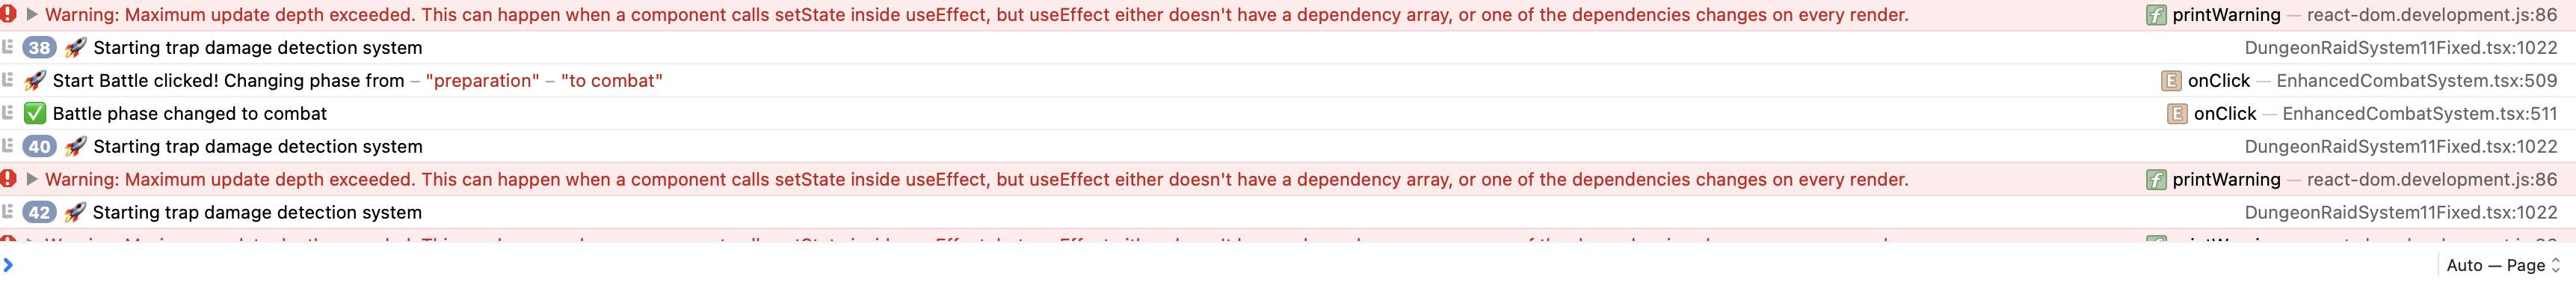 Warning: Maximum update depth exceeded. This can happen when a component calls setState inside useEffect, but useEffect either doesn't have a dependency array, or one of the dependencies changes on every render. f printWarning — react-dom.development.js:86
38 🚀 Starting trap damage detection system DungeonRaidSystem11Fixed.tsx:1022
🚀 Start Battle clicked! Changing phase from – "preparation" – "to combat" E onClick — EnhancedCombatSystem.tsx:509
✅ Battle phase changed to combat E onClick — EnhancedCombatSystem.tsx:511
40 🚀 Starting trap damage detection system DungeonRaidSystem11Fixed.tsx:1022
Warning: Maximum update depth exceeded. This can happen when a component calls setState inside useEffect, but useEffect either doesn't have a dependency array, or one of the dependencies changes on every render. f printWarning — react-dom.development.js:86
42 🚀 Starting trap damage detection system DungeonRaidSystem11Fixed.tsx:1022
Auto — Page